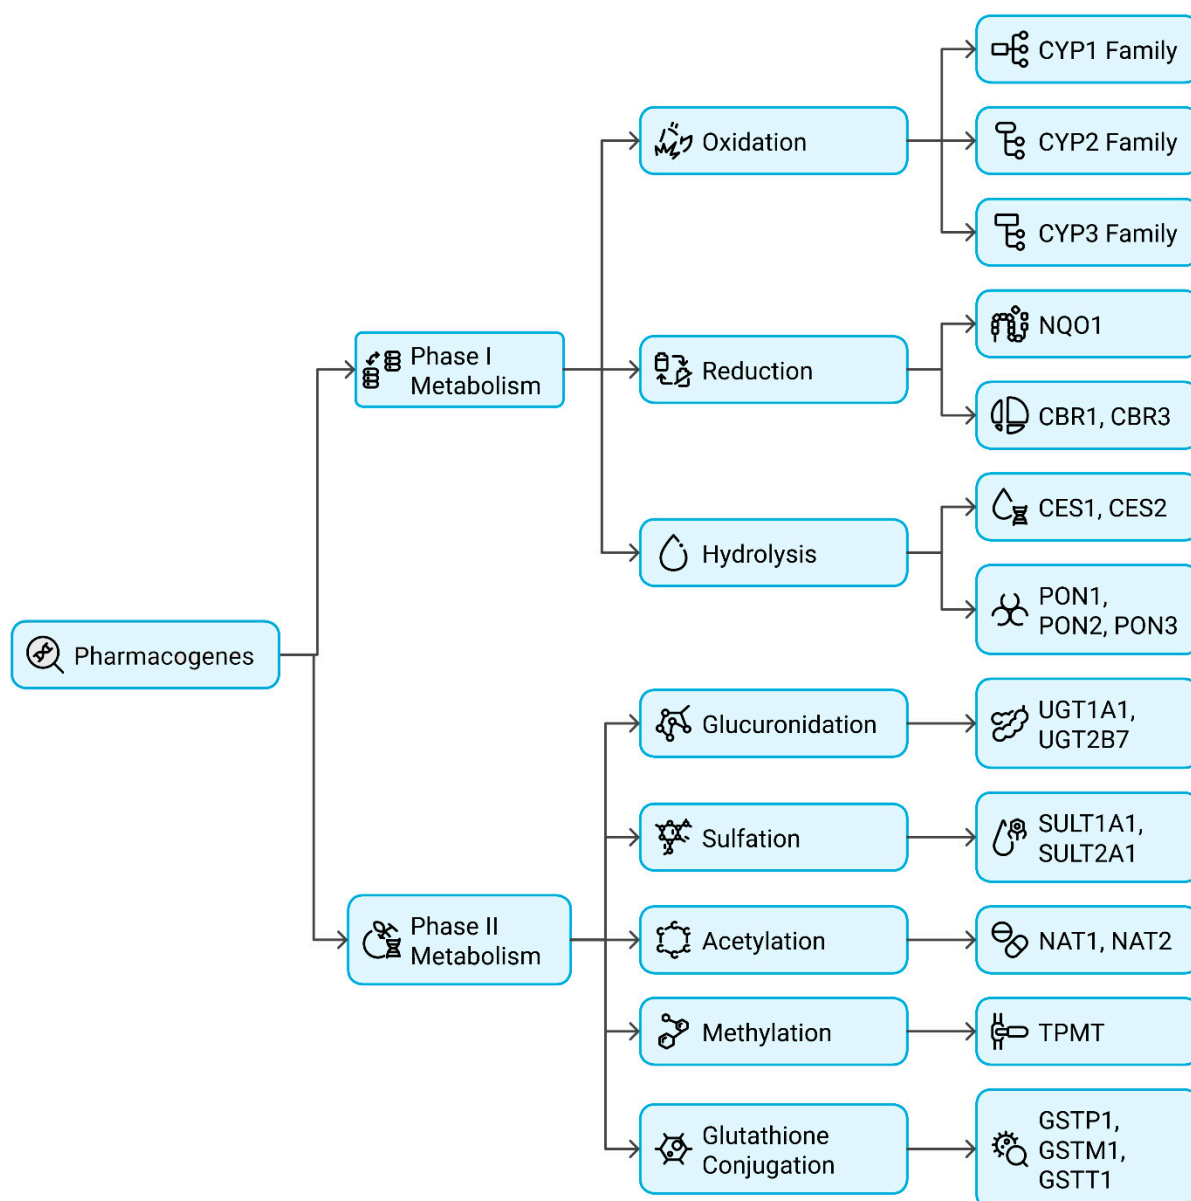 Pharmacogenes
Phase I
Metabolism
Oxidation
CYP1 Family
CYP2 Family
CYP3 Family
Reduction
NQO1
CBR1, CBR3
Hydrolysis
CES1, CES2
PON1,
PON2, PON3
Phase II
Metabolism
Glucuronidation
UGT1A1,
UGT2B7
Sulfation
SULT1A1,
SULT2A1
Acetylation
NAT1, NAT2
Methylation
TPMT
Glutathione
Conjugation
GSTP1,
GSTM1,
GSTT1